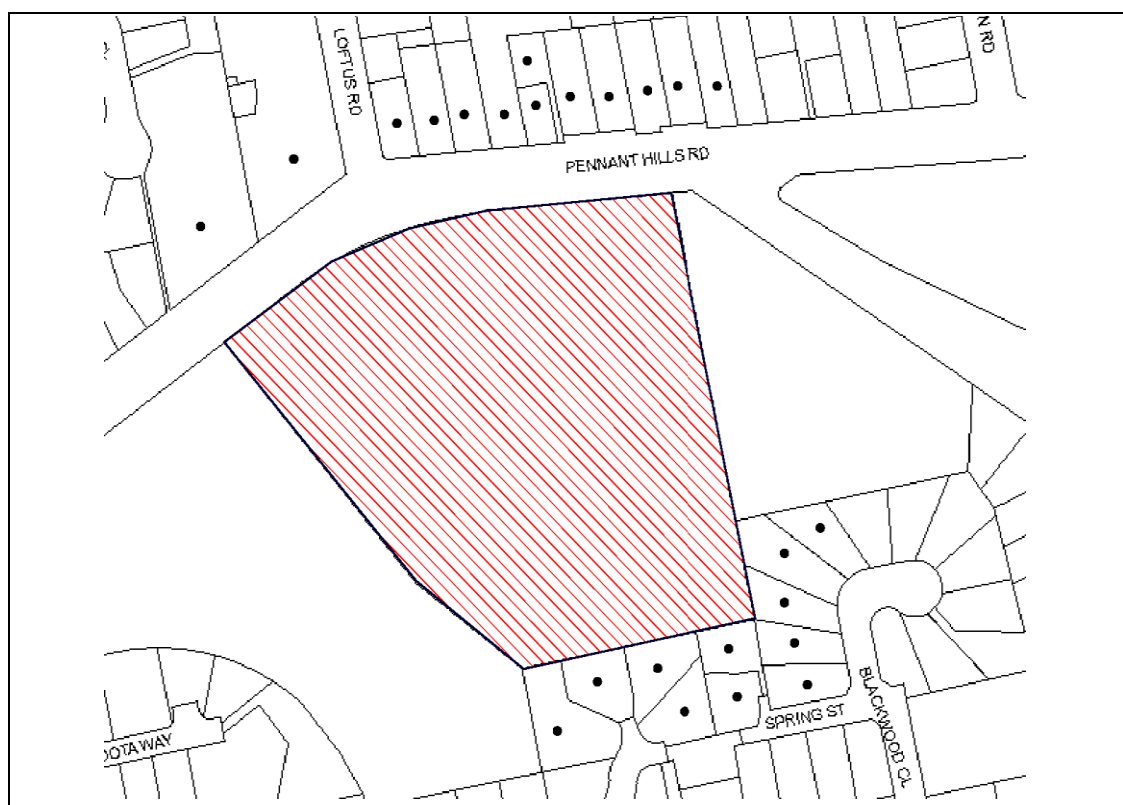 LOFTUS RD
N RD
PENNANT HILLS RD
OOTA WAY
SPRING ST
BLACKWOOD CL